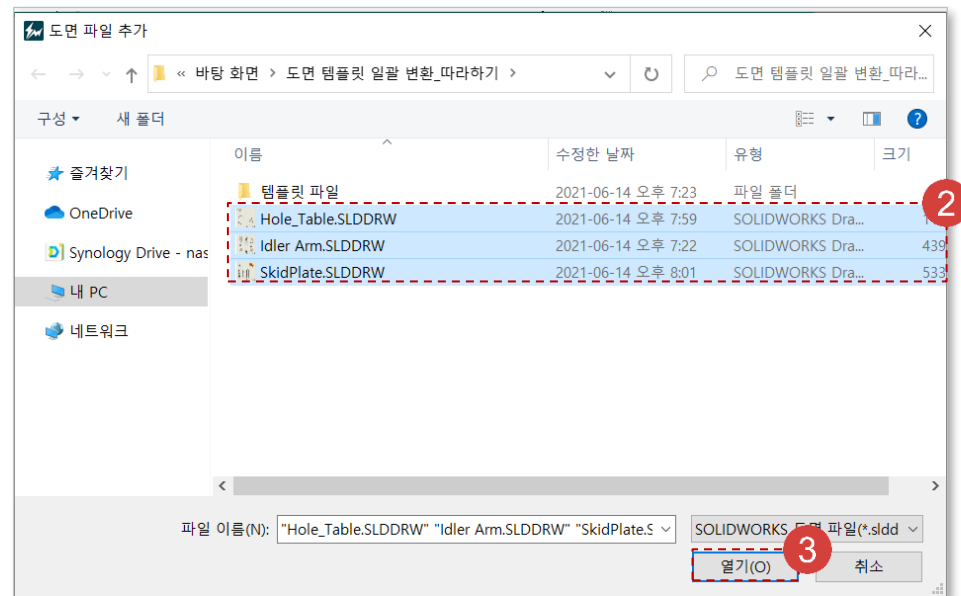 도면 파일 추가
« 바탕 화면 > 도면 템플릿 일괄 변환_따라하기 >
도면 템플릿 일괄 변환_따라...
구성 새 폴더
이름 수정한 날짜 유형 크기
즐겨찾기
OneDrive
Synology Drive - nas
내 PC
네트워크
템플릿 파일 2021-06-14 오후 7:23 파일 폴더
2
Hole_Table.SLDDRW 2021-06-14 오후 7:59 SOLIDWORKS Dra...
Idler Arm.SLDDRW 2021-06-14 오후 7:22 SOLIDWORKS Dra... 439
SkidPlate.SLDDRW 2021-06-14 오후 8:01 SOLIDWORKS Dra... 533
파일 이름(N): "Hole_Table.SLDDRW" "Idler Arm.SLDDRW" "SkidPlate.S
SOLIDWORKS 도면 파일(*.sldd
3
열기(O) 취소